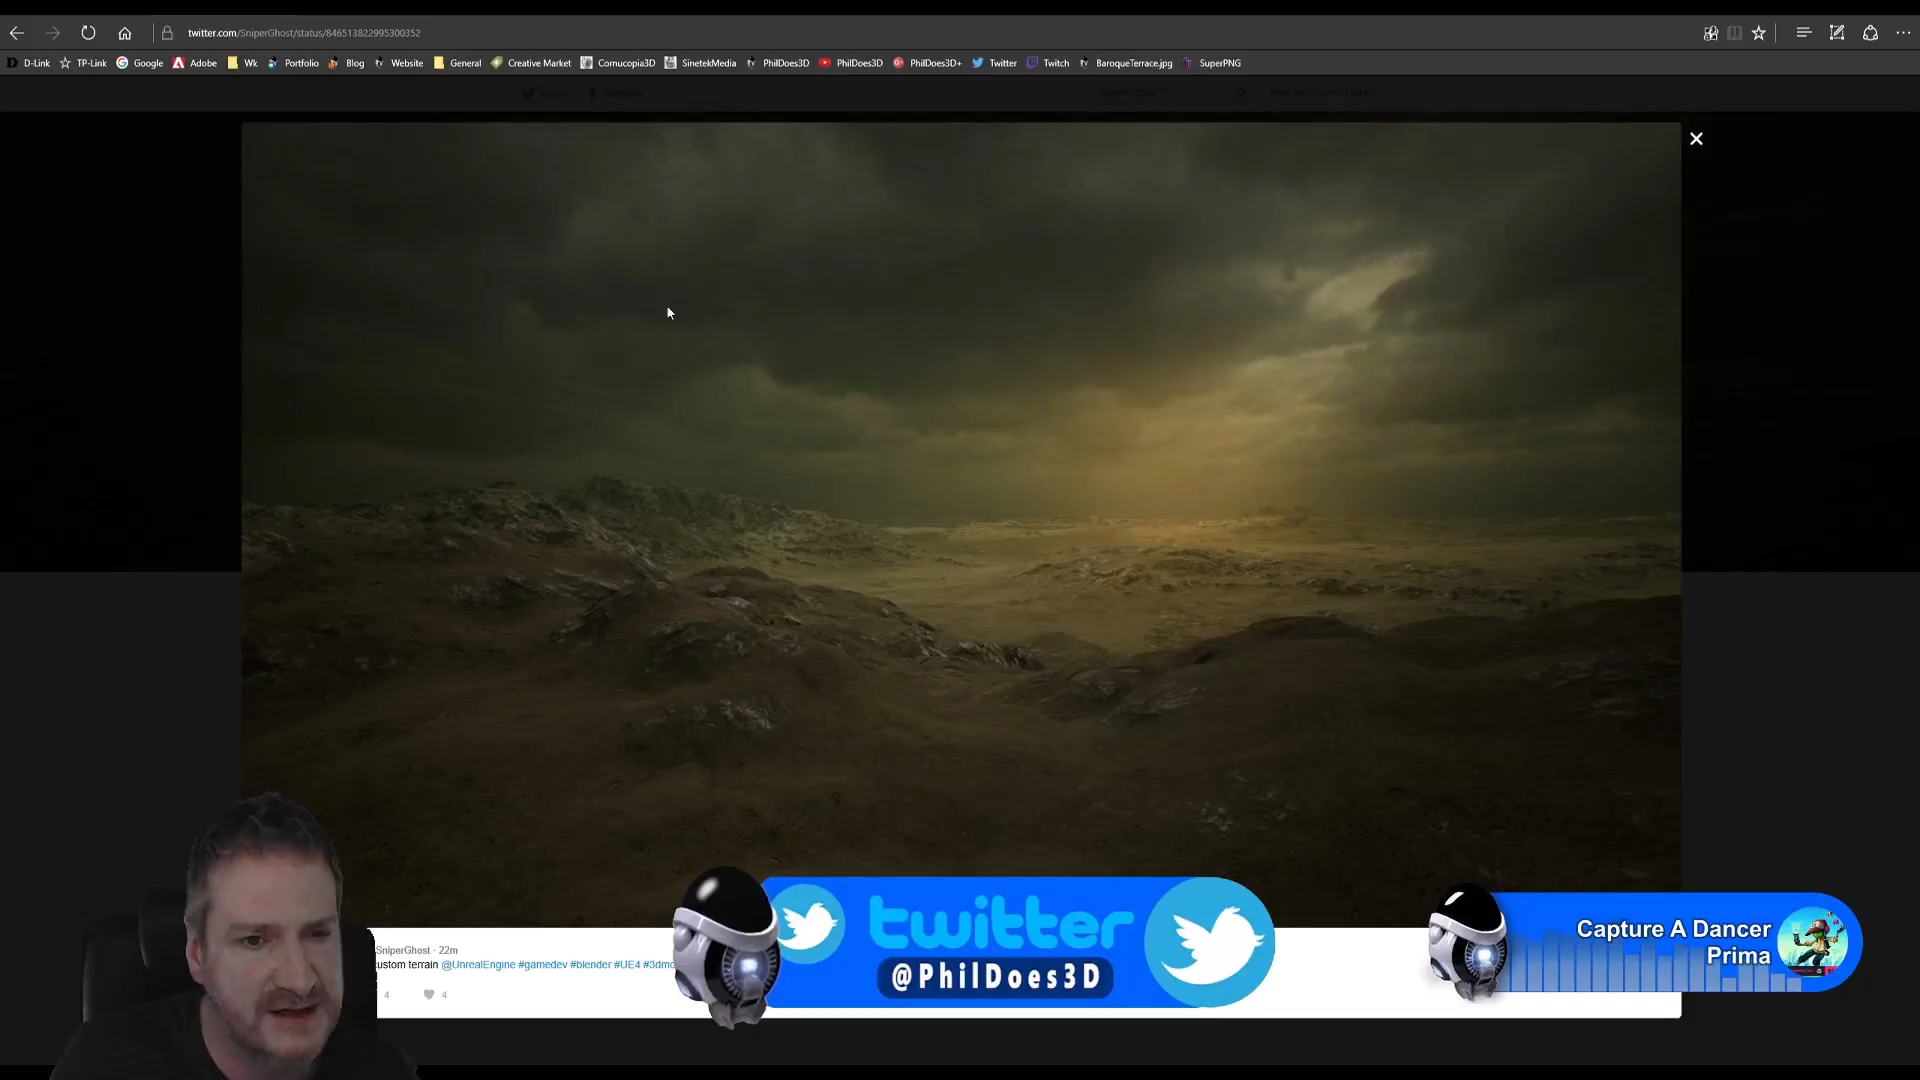 twitter.com/SniperGhost/status/846513822995300352
D-Link TP-Link Google Adobe Wk Portfolio Blog Website General Creative Market Cornucopia3D SinetekMedia PhilDoes3D PhilDoes3D PhilDoes3D+ Twitter Twitch BaroqueTerrace.jpg SuperPNG
SniperGhost · 22m
ustom terrain @UnrealEngine #gamedev #blender #UE4 #3dmo
4 4
twitter
@PhilDoes3D
Capture A Dancer
Prima